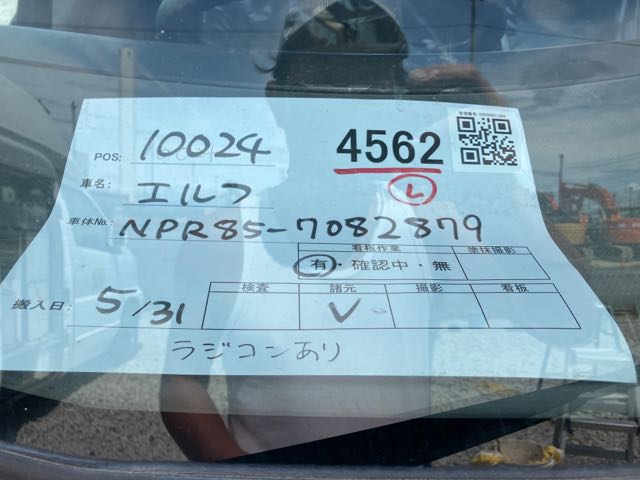 POS: 10024
4562
L
車名: エルフ
車体No. NPR85-7082879
看板作業 塗抹撮影
有・確認中・無
検査 諸元 撮影 看板
搬入日: 5/31 V
ラジコンあり